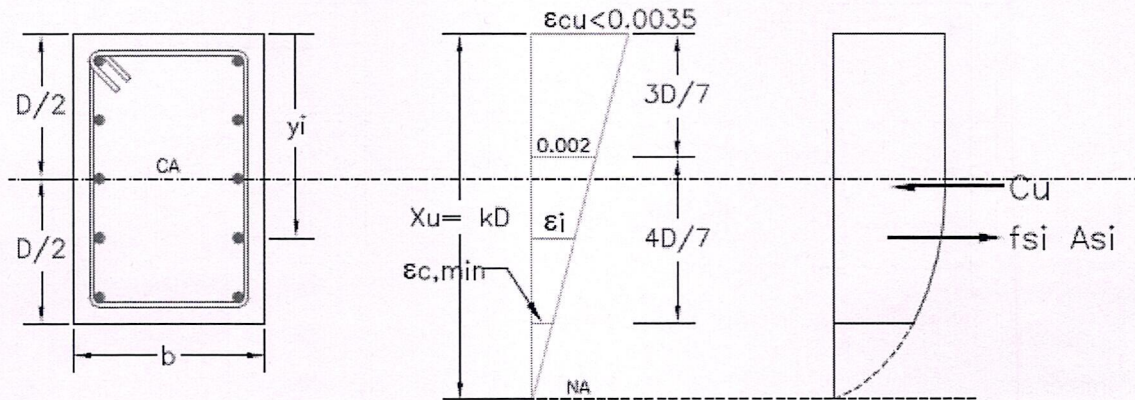 εcu<0.0035
D/2
D/2
CA
yi
b
Xu= kD
0.002
εi
εc,min
NA
3D/7
4D/7
Cu
fsi Asi